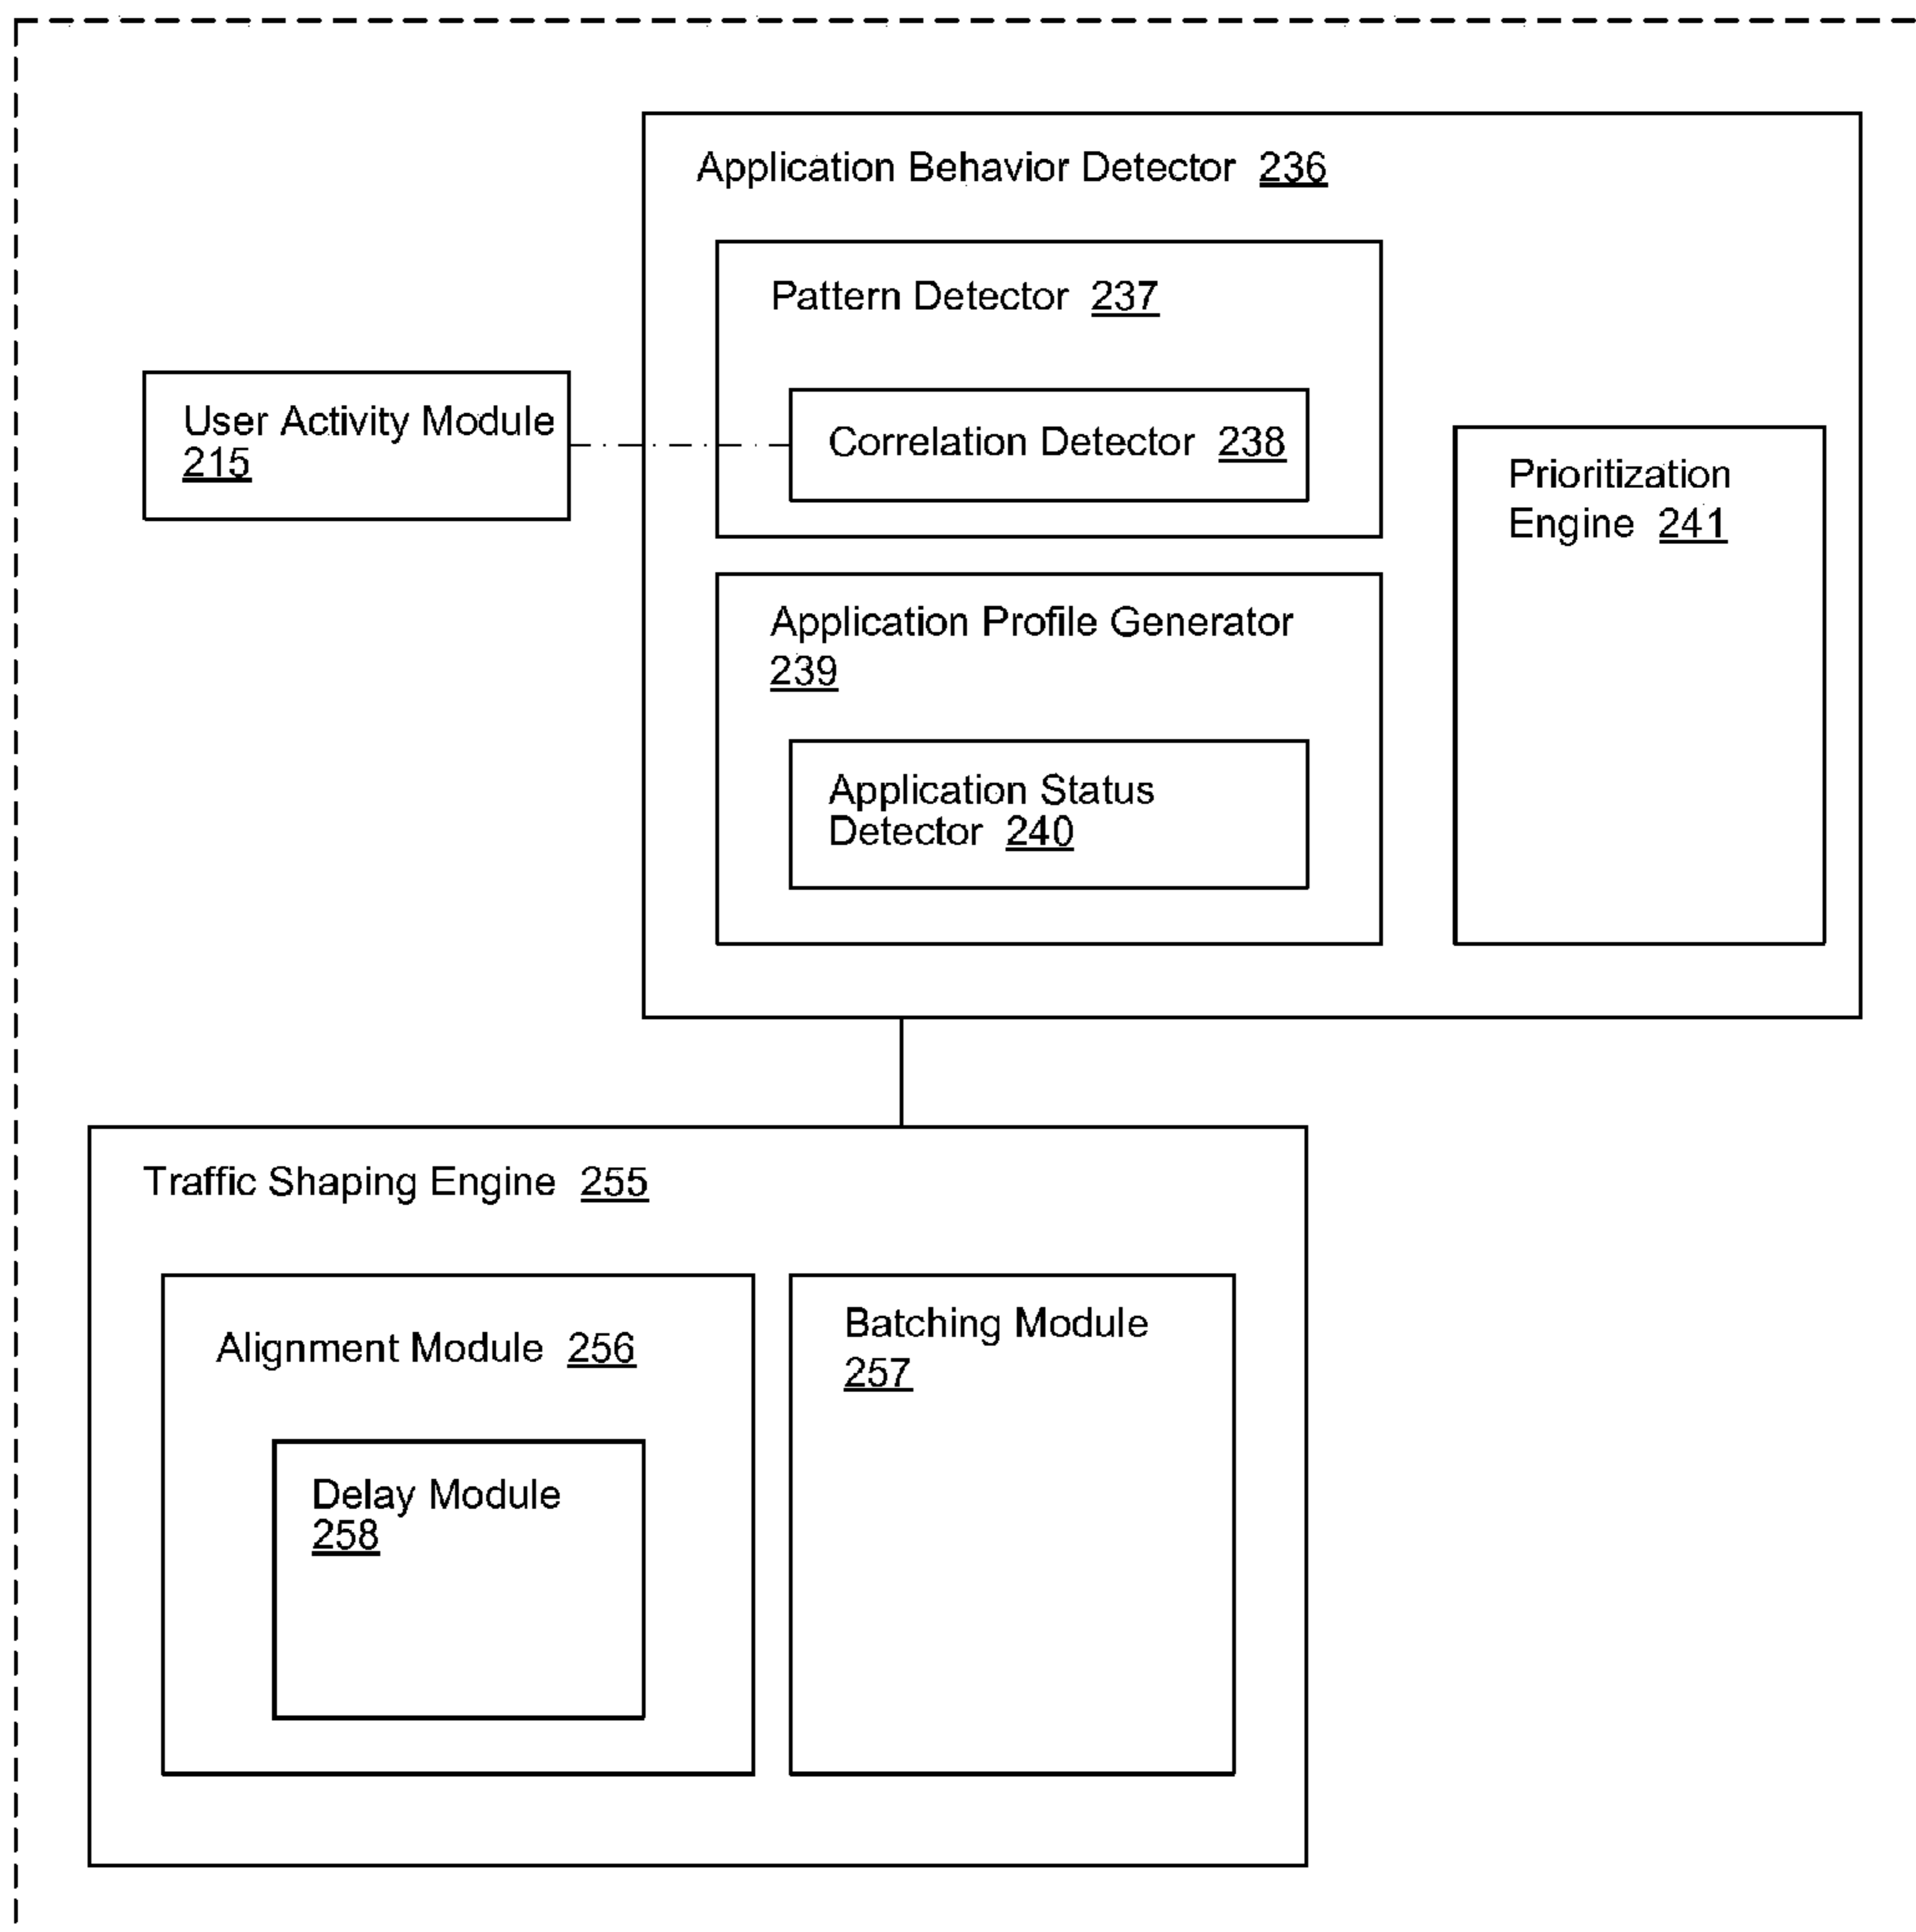 Application Behavior Detector 236
Pattern Detector 237
User Activity Module
215
Correlation Detector 238
Prioritization
Engine 241
Application Profile Generator
239
Application Status
Detector 240
Traffic Shaping Engine 255
Alignment Module 256
Batching Module
257
Delay Module
258